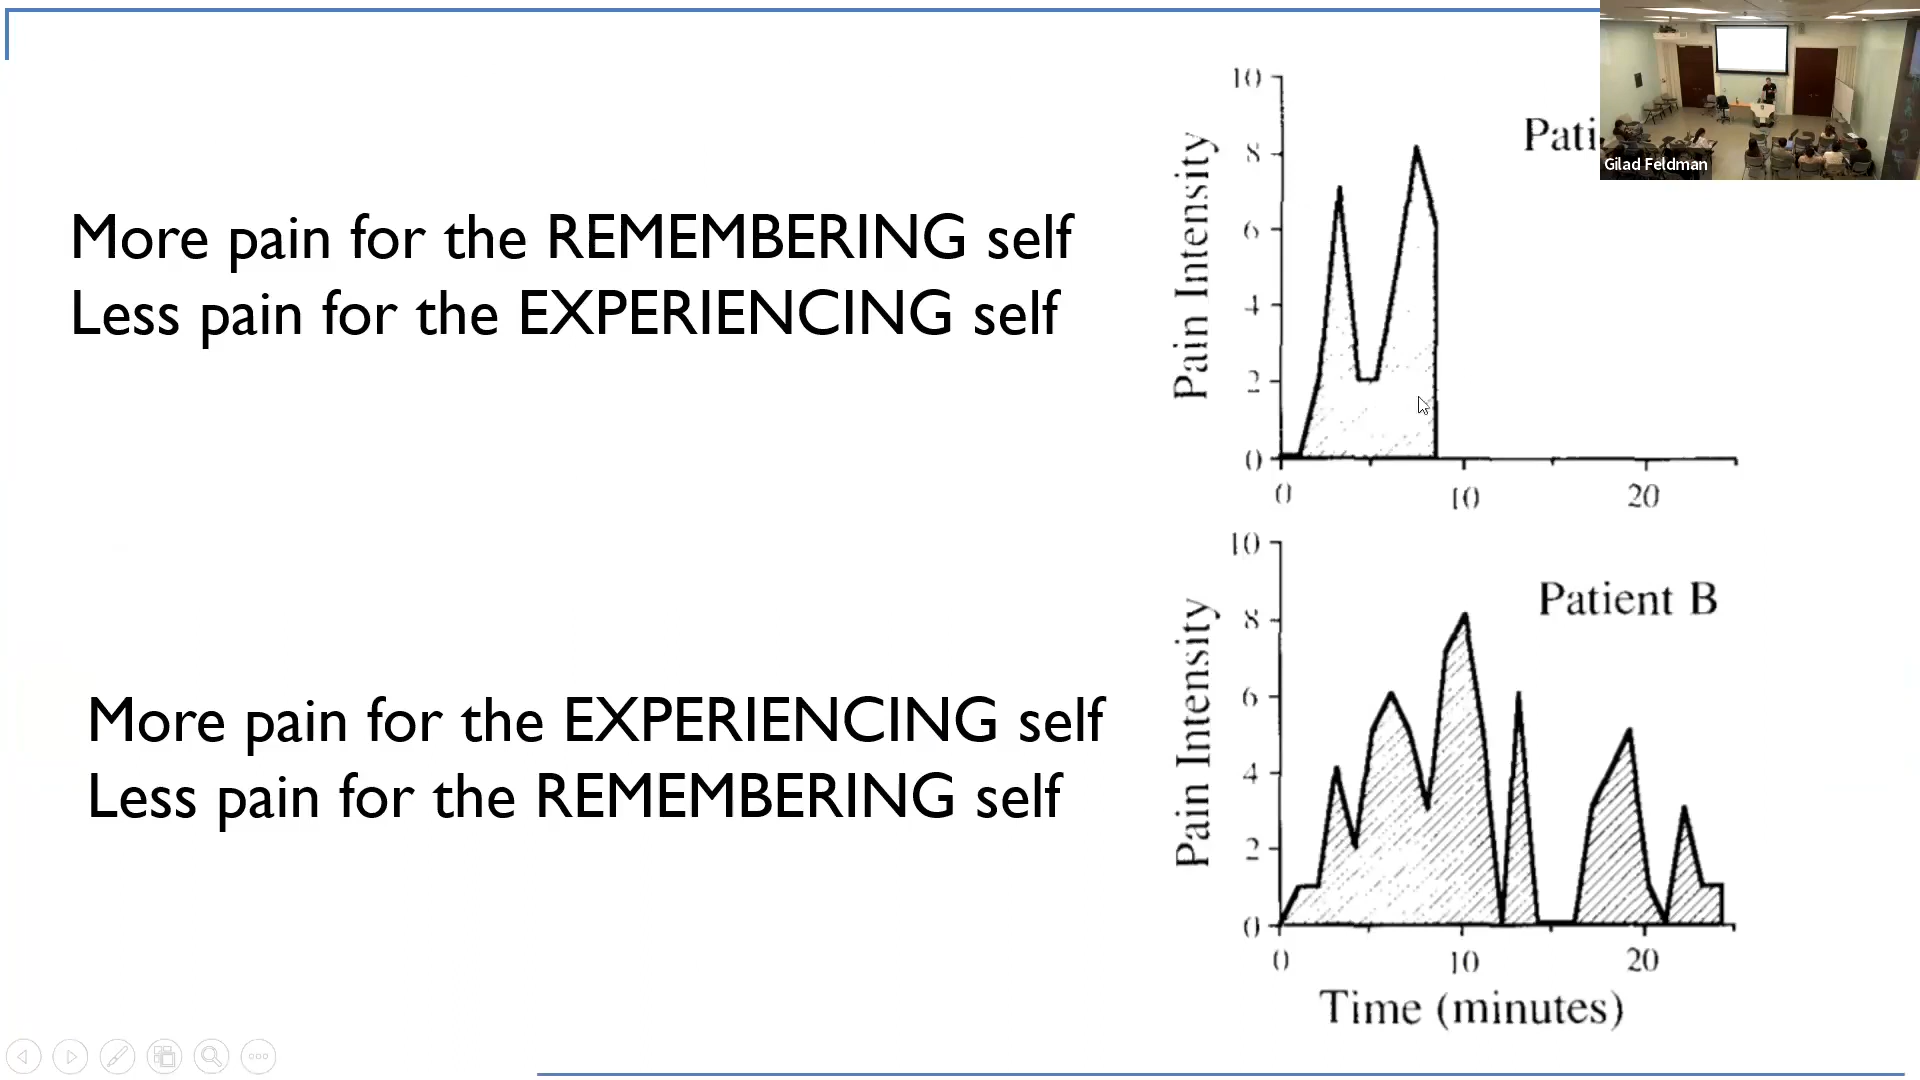 More pain for the REMEMBERING self
Less pain for the EXPERIENCING self
More pain for the EXPERIENCING self
Less pain for the REMEMBERING self
Pain Intensity
10
8
6
4
2
0
0
10
20
Gilad Feldman
Patient B
Pain Intensity
10
8
6
4
2
0
0
10
20
Time (minutes)